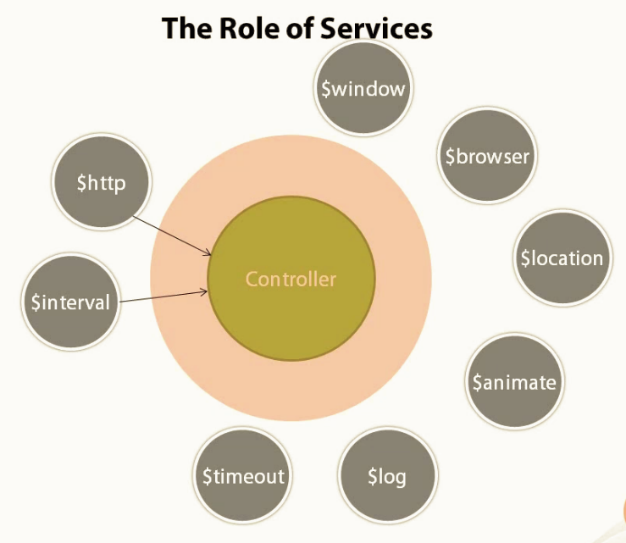 The Role of Services
$window
$browser
$http
$location
Controller
$interval
$animate
$timeout
$log